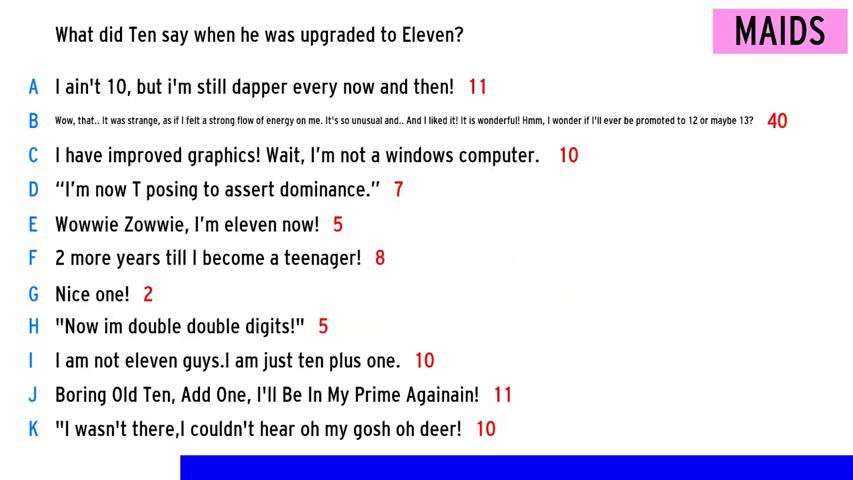 What did Ten say when he was upgraded to Eleven?
MAIDS
A I ain't 10, but i'm still dapper every now and then! 11
B Wow, that.. It was strange, as if I felt a strong flow of energy on me. It's so unusual and.. And I liked it! It is wonderful! Hmm, I wonder if I'll ever be promoted to 12 or maybe 13? 40
C I have improved graphics! Wait, I’m not a windows computer. 10
D “I’m now T posing to assert dominance.” 7
E Wowwie Zowwie, I’m eleven now! 5
F 2 more years till I become a teenager! 8
G Nice one! 2
H "Now im double double digits!" 5
I I am not eleven guys.I am just ten plus one. 10
J Boring Old Ten, Add One, I'll Be In My Prime Againain! 11
K "I wasn't there,I couldn't hear oh my gosh oh deer! 10